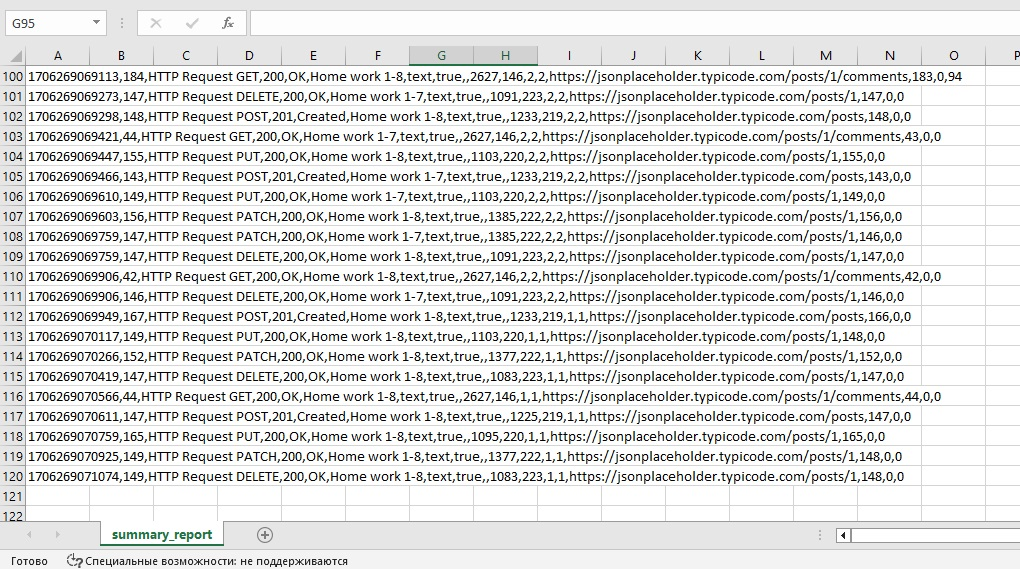 G95 fx
A B C D E F G H I J K L M N O P
100 1706269069113,184,HTTP Request GET,200,OK,Home work 1-8,text,true,,2627,146,2,2,https://jsonplaceholder.typicode.com/posts/1/comments,183,0,94
101 1706269069273,147,HTTP Request DELETE,200,OK,Home work 1-7,text,true,,1091,223,2,2,https://jsonplaceholder.typicode.com/posts/1,147,0,0
102 1706269069298,148,HTTP Request POST,201,Created,Home work 1-8,text,true,,1233,219,2,2,https://jsonplaceholder.typicode.com/posts,148,0,0
103 1706269069421,44,HTTP Request GET,200,OK,Home work 1-7,text,true,,2627,146,2,2,https://jsonplaceholder.typicode.com/posts/1/comments,43,0,0
104 1706269069447,155,HTTP Request PUT,200,OK,Home work 1-8,text,true,,1103,220,2,2,https://jsonplaceholder.typicode.com/posts/1,155,0,0
105 1706269069466,143,HTTP Request POST,201,Created,Home work 1-7,text,true,,1233,219,2,2,https://jsonplaceholder.typicode.com/posts,143,0,0
106 1706269069610,149,HTTP Request PUT,200,OK,Home work 1-7,text,true,,1103,220,2,2,https://jsonplaceholder.typicode.com/posts/1,149,0,0
107 1706269069603,156,HTTP Request PATCH,200,OK,Home work 1-8,text,true,,1385,222,2,2,https://jsonplaceholder.typicode.com/posts/1,156,0,0
108 1706269069759,147,HTTP Request PATCH,200,OK,Home work 1-7,text,true,,1385,222,2,2,https://jsonplaceholder.typicode.com/posts/1,146,0,0
109 1706269069759,147,HTTP Request DELETE,200,OK,Home work 1-8,text,true,,1091,223,2,2,https://jsonplaceholder.typicode.com/posts/1,147,0,0
110 1706269069906,42,HTTP Request GET,200,OK,Home work 1-8,text,true,,2627,146,2,2,https://jsonplaceholder.typicode.com/posts/1/comments,42,0,0
111 1706269069906,146,HTTP Request DELETE,200,OK,Home work 1-7,text,true,,1091,223,2,2,https://jsonplaceholder.typicode.com/posts/1,146,0,0
112 1706269069949,167,HTTP Request POST,201,Created,Home work 1-8,text,true,,1233,219,1,1,https://jsonplaceholder.typicode.com/posts,166,0,0
113 1706269070117,149,HTTP Request PUT,200,OK,Home work 1-8,text,true,,1103,220,1,1,https://jsonplaceholder.typicode.com/posts/1,148,0,0
114 1706269070266,152,HTTP Request PATCH,200,OK,Home work 1-8,text,true,,1377,222,1,1,https://jsonplaceholder.typicode.com/posts/1,152,0,0
115 1706269070419,147,HTTP Request DELETE,200,OK,Home work 1-8,text,true,,1083,223,1,1,https://jsonplaceholder.typicode.com/posts/1,147,0,0
116 1706269070566,44,HTTP Request GET,200,OK,Home work 1-8,text,true,,2627,146,1,1,https://jsonplaceholder.typicode.com/posts/1/comments,44,0,0
117 1706269070611,147,HTTP Request POST,201,Created,Home work 1-8,text,true,,1225,219,1,1,https://jsonplaceholder.typicode.com/posts,147,0,0
118 1706269070759,165,HTTP Request PUT,200,OK,Home work 1-8,text,true,,1095,220,1,1,https://jsonplaceholder.typicode.com/posts/1,165,0,0
119 1706269070925,149,HTTP Request PATCH,200,OK,Home work 1-8,text,true,,1377,222,1,1,https://jsonplaceholder.typicode.com/posts/1,148,0,0
120 1706269071074,149,HTTP Request DELETE,200,OK,Home work 1-8,text,true,,1083,223,1,1,https://jsonplaceholder.typicode.com/posts/1,148,0,0
121
122
summary_report
Готово Специальные возможности: не поддерживаются